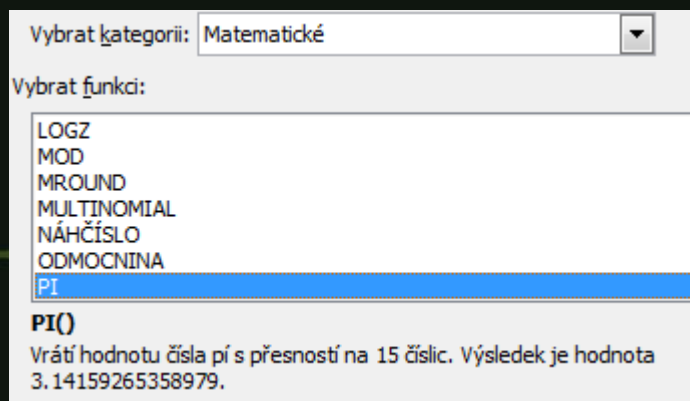 Vybrat kategorii: Matematické
Vybrat funkci:
LOGZ
MOD
MROUND
MULTINOMIAL
NÁHČÍSLO
ODMOCNINA
PI
PI()
Vrátí hodnotu čísla pí s přesností na 15 číslic. Výsledek je hodnota
3.14159265358979.